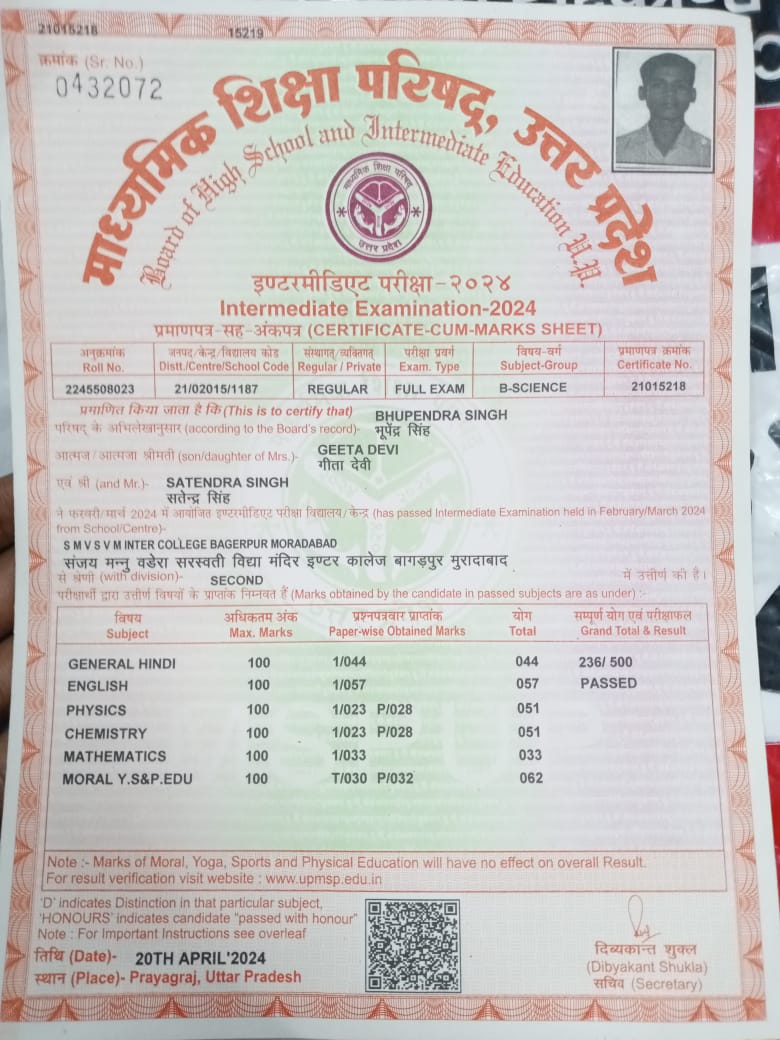 21015218 15219
क्रमांक (Sr. No.)
0432072
माध्यमिक शिक्षा परिषद्, उत्तर प्रदेश
Board of High School and Intermediate Education U.P.
माध्यमिक शिक्षा परिषद्
उत्तर प्रदेश
इण्टरमीडिएट परीक्षा-२०२४
Intermediate Examination-2024
प्रमाणपत्र-सह-अंकपत्र (CERTIFICATE-CUM-MARKS SHEET)
अनुक्रमांक जनपद/केन्द्र/विद्यालय कोड संस्थागत/व्यक्तिगत परीक्षा प्रवर्ग विषय-वर्ग प्रमाणपत्र क्रमांक
Roll No. Distt./Centre/School Code Regular / Private Exam. Type Subject-Group Certificate No.
2245508023 21/02015/1187 REGULAR FULL EXAM B-SCIENCE 21015218
प्रमाणित किया जाता है कि (This is to certify that) BHUPENDRA SINGH
परिषद् के अभिलेखानुसार (according to the Board's record)- भूपेंद्र सिंह
आत्मज/आत्मजा श्रीमती (son/daughter of Mrs.)- GEETA DEVI
गीता देवी
एवं श्री (and Mr.)- SATENDRA SINGH
सतेन्द्र सिंह
ने फरवरी/मार्च 2024 में आयोजित इण्टरमीडिएट परीक्षा विद्यालय/केन्द्र (has passed Intermediate Examination held in February/March 2024
from School/Centre)-
S M V S V M INTER COLLEGE BAGERPUR MORADABAD
संजय मन्नु वडेरा सरस्वती विद्या मंदिर इण्टर कालेज बागड़पुर मुरादाबाद
से श्रेणी (with division)- SECOND में उत्तीर्ण की है।
परीक्षार्थी द्वारा उत्तीर्ण विषयों के प्राप्तांक निम्नवत हैं (Marks obtained by the candidate in passed subjects are as under) :-
विषय अधिकतम अंक प्रश्नपत्रवार प्राप्तांक योग सम्पूर्ण योग एवं परीक्षाफल
Subject Max. Marks Paper-wise Obtained Marks Total Grand Total & Result
GENERAL HINDI 100 1/044 044 236/ 500
ENGLISH 100 1/057 057 PASSED
PHYSICS 100 1/023 P/028 051
CHEMISTRY 100 1/023 P/028 051
MATHEMATICS 100 1/033 033
MORAL Y.S&P.EDU 100 T/030 P/032 062
Note :- Marks of Moral, Yoga, Sports and Physical Education will have no effect on overall Result.
For result verification visit website : www.upmsp.edu.in
'D' indicates Distinction in that particular subject,
'HONOURS' indicates candidate "passed with honour"
Note : For Important Instructions see overleaf
तिथि (Date)- 20TH APRIL'2024
स्थान (Place)- Prayagraj, Uttar Pradesh
दिब्यकान्त शुक्ल
(Dibyakant Shukla)
सचिव (Secretary)